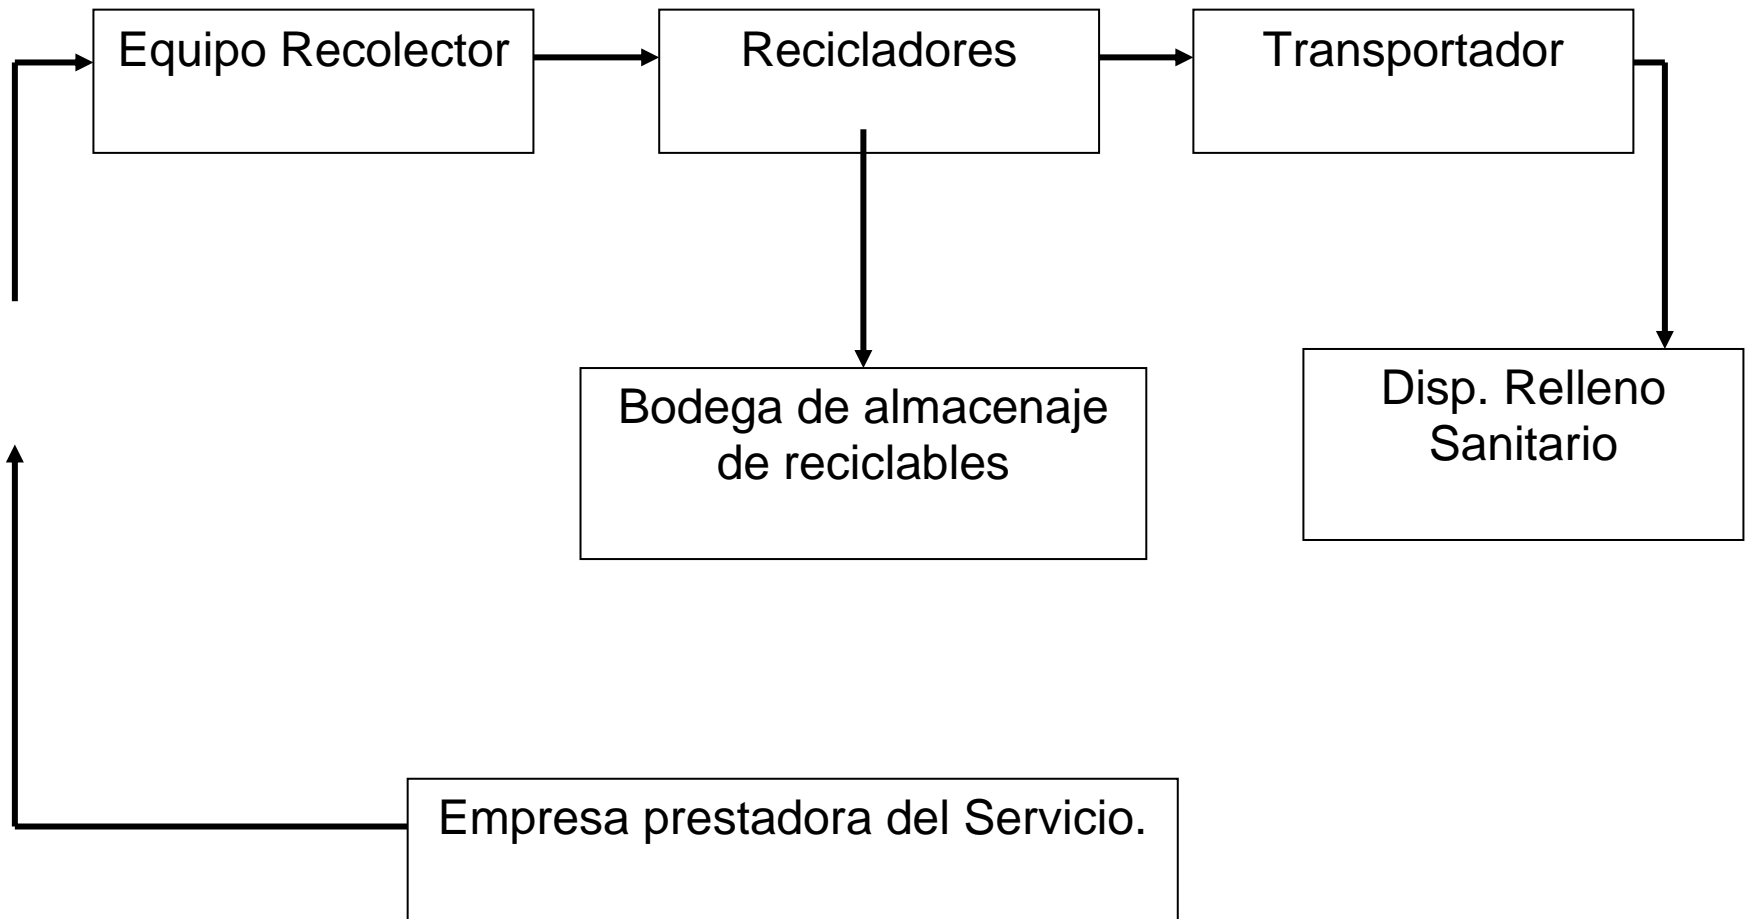 Equipo Recolector
Recicladores
Transportador
Bodega de almacenaje
de reciclables
Disp. Relleno
Sanitario
Empresa prestadora del Servicio.